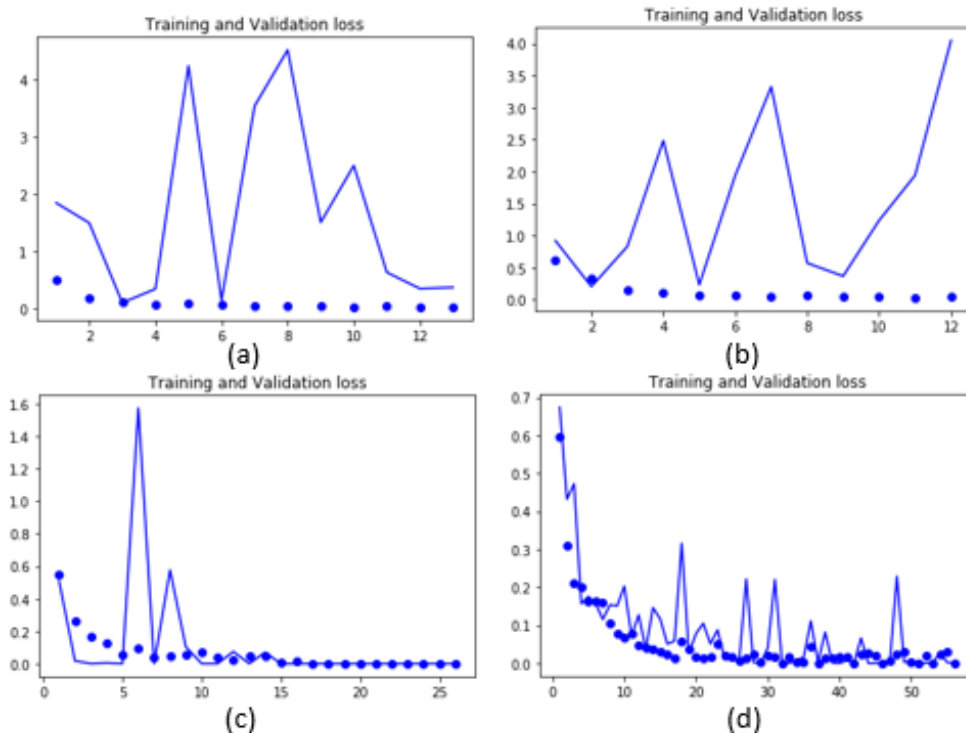 Training and Validation loss
4
3
2
1
0
2 4 6 8 10 12
(a)
Training and Validation loss
4.0
3.5
3.0
2.5
2.0
1.5
1.0
0.5
0.0
2 4 6 8 10 12
(b)
Training and Validation loss
1.6
1.4
1.2
1.0
0.8
0.6
0.4
0.2
0.0
0 5 10 15 20 25
(c)
Training and Validation loss
0.7
0.6
0.5
0.4
0.3
0.2
0.1
0.0
0 10 20 30 40 50
(d)